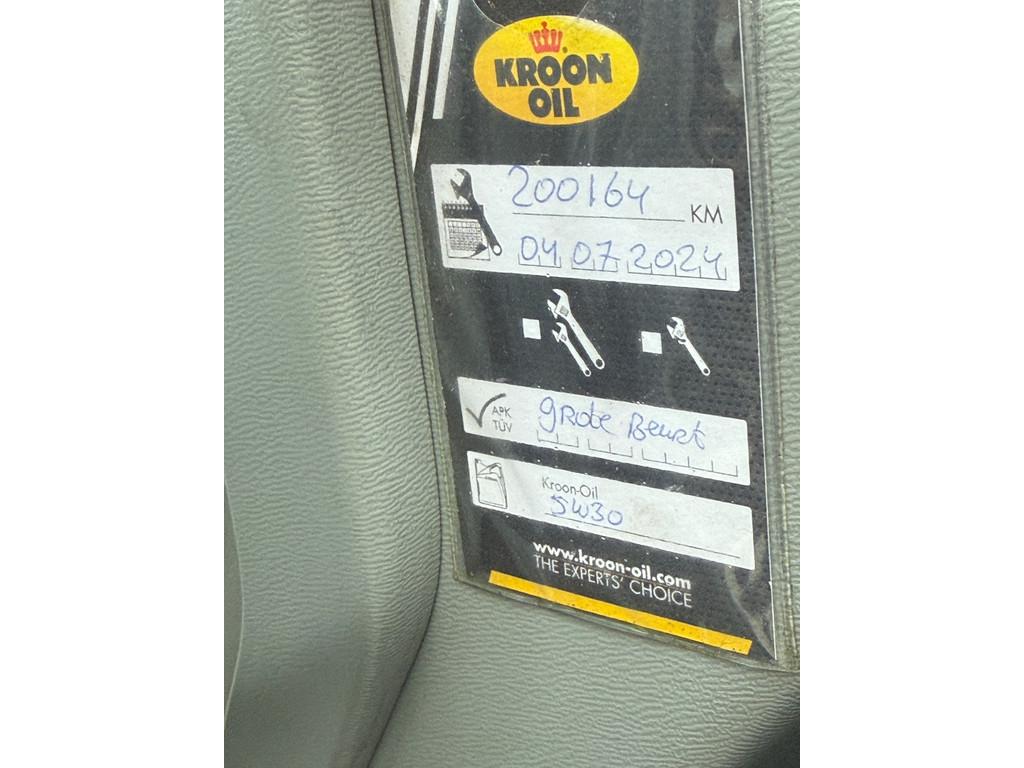 KROON
OIL
200164 KM
04 07 2024
APK
TÜV
grote Beurt
Kroon-Oil
5W30
www.kroon-oil.com
THE EXPERTS' CHOICE